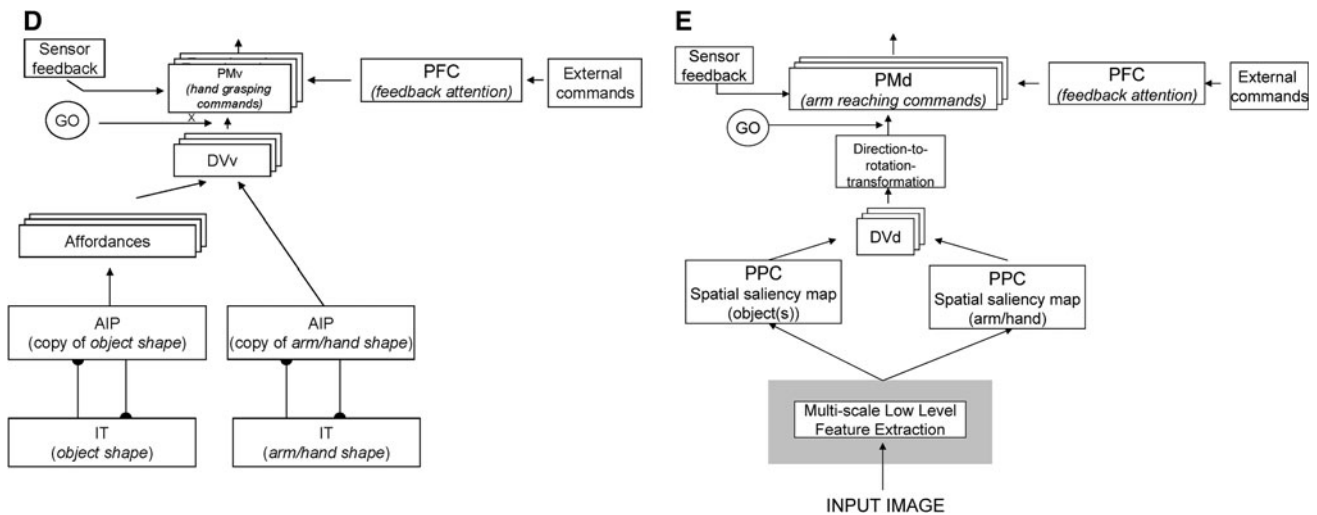 D
Sensor
feedback
PMv
(hand grasping
commands)
PFC
(feedback attention)
External
commands
GO
X
DVv
Affordances
AIP
(copy of object shape)
AIP
(copy of arm/hand shape)
IT
(object shape)
IT
(arm/hand shape)
E
Sensor
feedback
PMd
(arm reaching commands)
PFC
(feedback attention)
External
commands
GO
Direction-to-
rotation-
transformation
DVd
PPC
Spatial saliency map
(object(s))
PPC
Spatial saliency map
(arm/hand)
Multi-scale Low Level
Feature Extraction
INPUT IMAGE